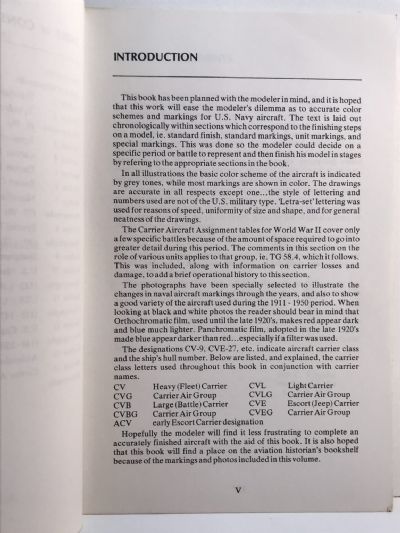 INTRODUCTION
This book has been planned with the modeler in mind, and it is hoped
that this work will ease the modeler's dilemma as to accurate color
schemes and markings for U.S. Navy aircraft. The text is laid out
chronologically within sections which correspond to the finishing steps
on a model, ie. standard finish, standard markings, unit markings, and
special markings. This was done so the modeler could decide on a
specific period or battle to represent and then finish his model in stages
by refering to the appropriate sections in the book.
In all illustrations the basic color scheme of the aircraft is indicated
by grey tones, while most markings are shown in color. The drawings
are accurate in all respects except one...the style of lettering and
numbers used are not of the U.S. military type. 'Letra-set' lettering was
used for reasons of speed, uniformity of size and shape, and for general
neatness of the drawings.
The Carrier Aircraft Assignment tables for World War II cover only
a few specific battles because of the amount of space required to go into
greater detail during this period. The comments in this section on the
role of various units applies to that group, ie. TG 58.4, which it follows.
This was included, along with information on carrier losses and
damage, to add a brief operational history to this section.
The photographs have been specially selected to illustrate the
changes in naval aircraft markings through the years, and also to show
a good variety of the aircraft used during the 1911 - 1950 period. When
looking at black and white photos the reader should bear in mind that
Orthochromatic film, used until the late 1920's, makes red appear dark
and blue much lighter. Panchromatic film, adopted in the late 1920's
made blue appear darker than red...especially if a filter was used.
The designations CV-9, CVE-27, etc. indicate aircraft carrier class
and the ship's hull number. Below are listed, and explained, the carrier
class letters used throughout this book in conjunction with carrier
names.
CV Heavy (Fleet) Carrier CVL Light Carrier
CVG Carrier Air Group CVLG Carrier Air Group
CVB Large (Battle) Carrier CVE Escort (Jeep) Carrier
CVBG Carrier Air Group CVEG Carrier Air Group
ACV early Escort Carrier designation
Hopefully the modeler will find it less frustrating to complete an
accurately finished aircraft with the aid of this book. It is also hoped
that this book will find a place on the aviation historian's bookshelf
because of the markings and photos included in this volume.
V